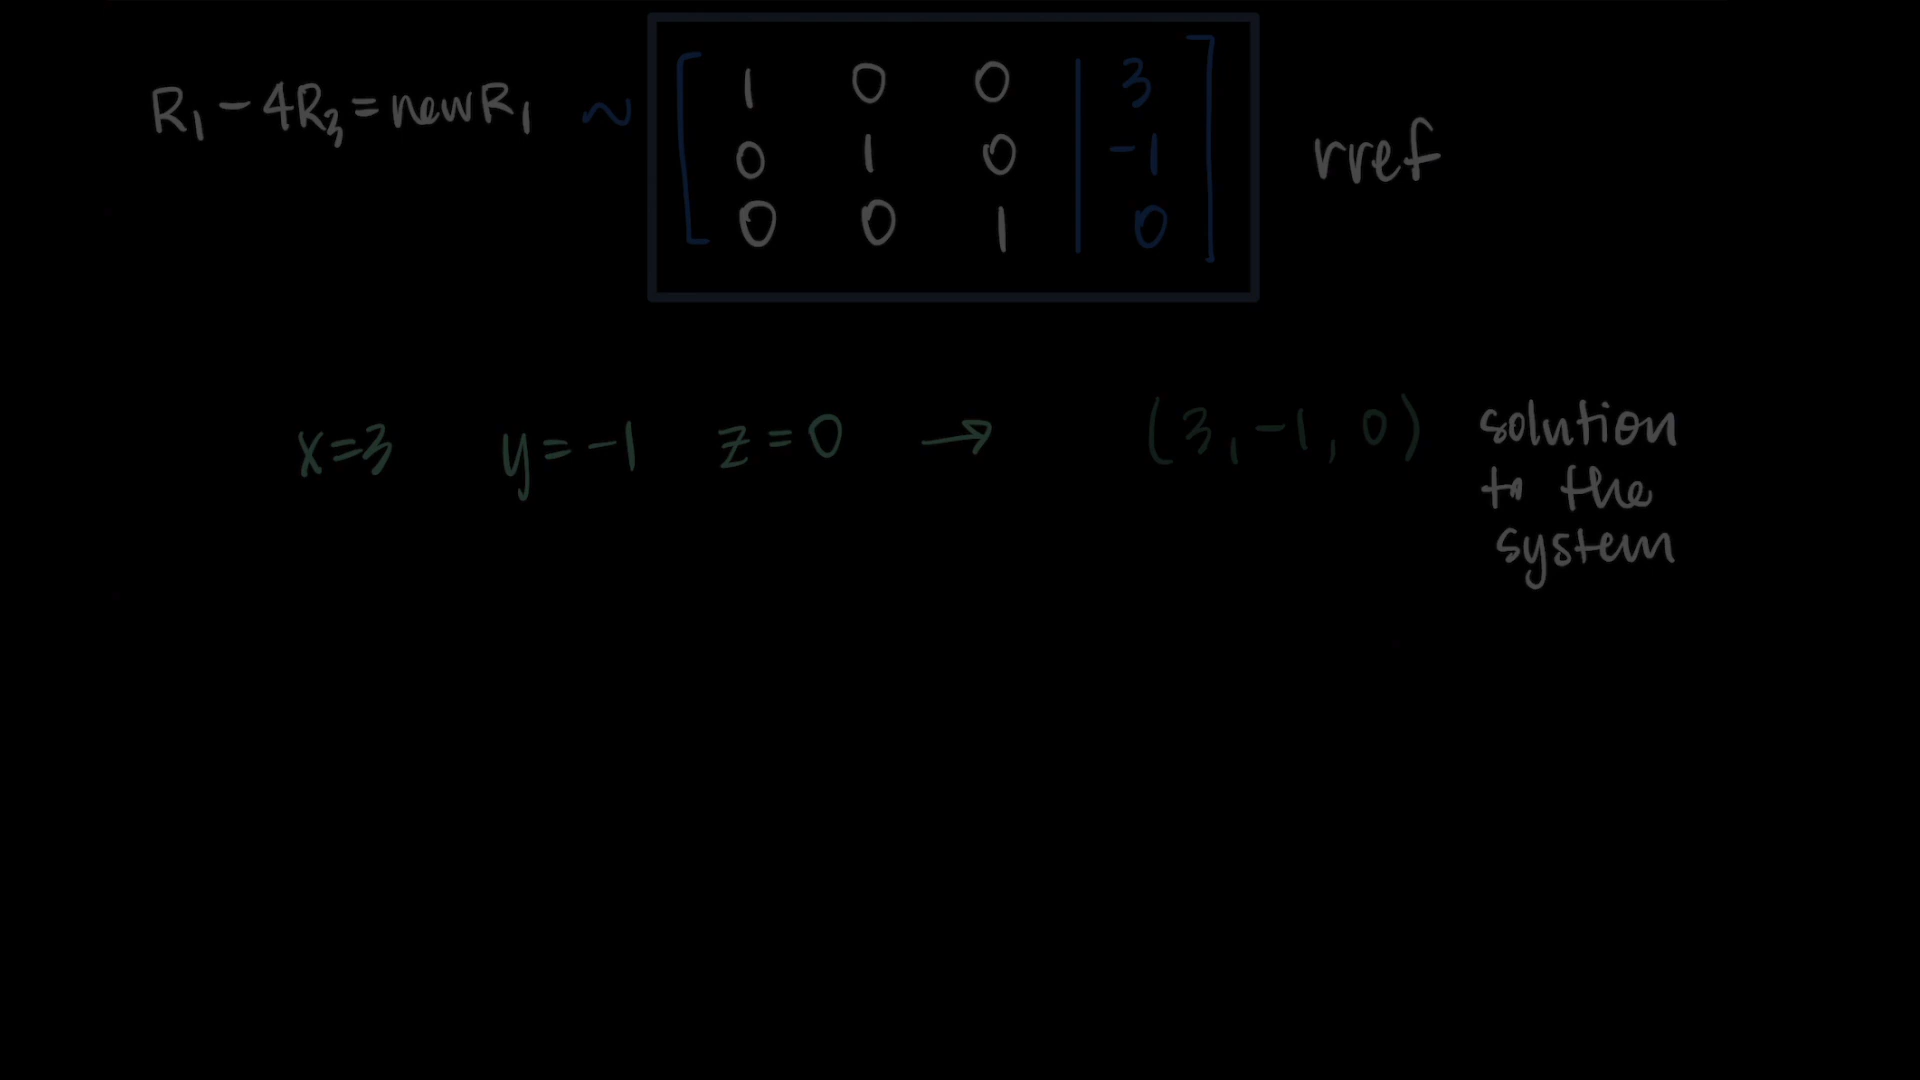 R₁ - 4R₃ = new R₁ ~ [ 1 0 0 | 3 ]
0 1 0 | -1
0 0 1 | 0
rref
x=3 y=-1 z=0 → (3,-1,0) solution
to the
system